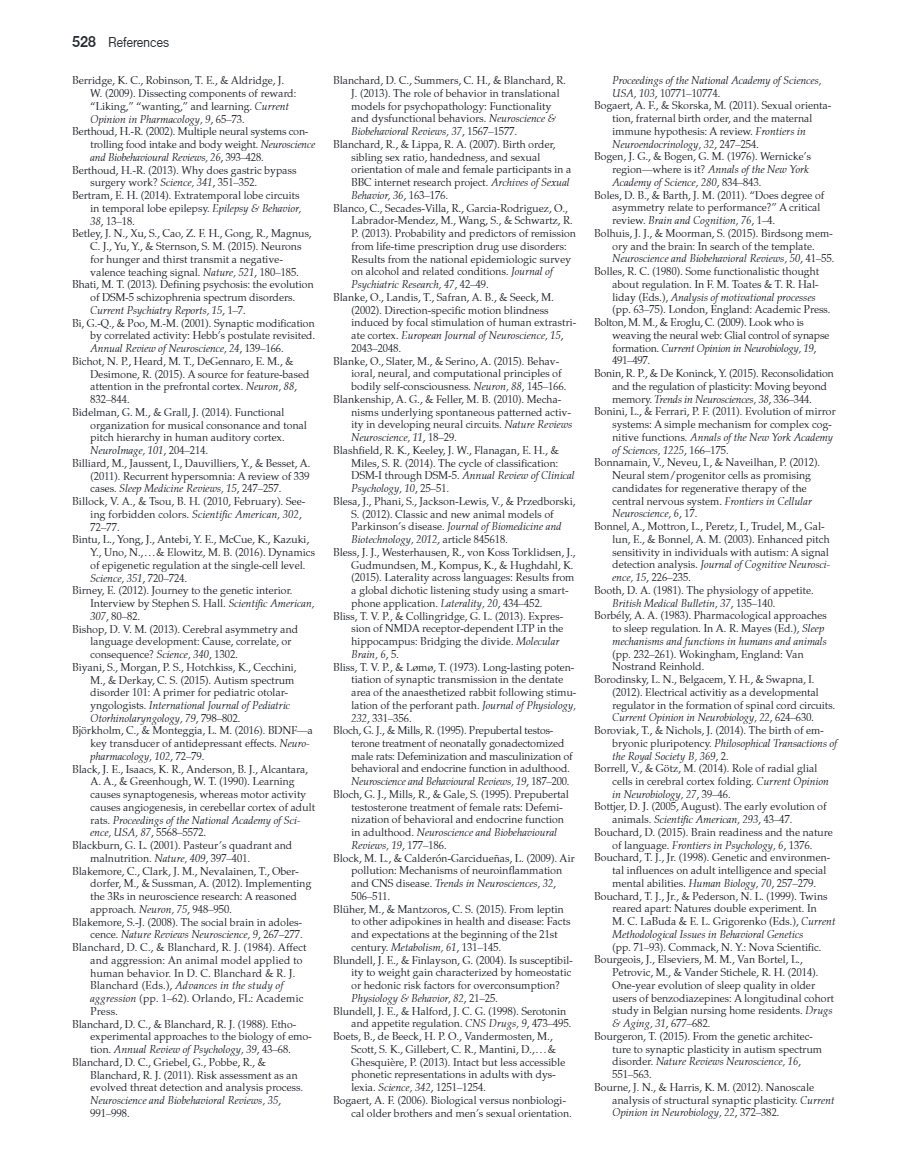 528 References
Berridge, K. C., Robinson, T. E., & Aldridge, J.
W. (2009). Dissecting components of reward:
“Liking,” “wanting,” and learning. Current
Opinion in Pharmacology, 9, 65–73.
Berthoud, H.-R. (2002). Multiple neural systems con-
trolling food intake and body weight. Neuroscience
and Biobehavioural Reviews, 26, 393–428.
Berthoud, H.-R. (2013). Why does gastric bypass
surgery work? Science, 341, 351–352.
Bertram, E. H. (2014). Extratemporal lobe circuits
in temporal lobe epilepsy. Epilepsy & Behavior,
38, 13–18.
Betley, J. N., Xu, S., Cao, Z. F. H., Gong, R., Magnus,
C. J., Yu, Y., & Sternson, S. M. (2015). Neurons
for hunger and thirst transmit a negative-
valence teaching signal. Nature, 521, 180–185.
Bhati, M. T. (2013). Defining psychosis: the evolution
of DSM-5 schizophrenia spectrum disorders.
Current Psychiatry Reports, 15, 1–7.
Bi, G.-Q., & Poo, M.-M. (2001). Synaptic modification
by correlated activity: Hebb’s postulate revisited.
Annual Review of Neuroscience, 24, 139–166.
Bichot, N. P., Heard, M. T., DeGennaro, E. M., &
Desimone, R. (2015). A source for feature-based
attention in the prefrontal cortex. Neuron, 88,
832–844.
Bidelman, G. M., & Grall, J. (2014). Functional
organization for musical consonance and tonal
pitch hierarchy in human auditory cortex.
NeuroImage, 101, 204–214.
Billiard, M., Jaussent, I., Dauvilliers, Y., & Besset, A.
(2011). Recurrent hypersomnia: A review of 339
cases. Sleep Medicine Reviews, 15, 247–257.
Billock, V. A., & Tsou, B. H. (2010, February). See-
ing forbidden colors. Scientific American, 302,
72–77.
Bintu, L., Yong, J., Antebi, Y. E., McCue, K., Kazuki,
Y., Uno, N.,…& Elowitz, M. B. (2016). Dynamics
of epigenetic regulation at the single-cell level.
Science, 351, 720–724.
Birney, E. (2012). Journey to the genetic interior.
Interview by Stephen S. Hall. Scientific American,
307, 80–82.
Bishop, D. V. M. (2013). Cerebral asymmetry and
language development: Cause, correlate, or
consequence? Science, 340, 1302.
Biyani, S., Morgan, P. S., Hotchkiss, K., Cecchini,
M., & Derkay, C. S. (2015). Autism spectrum
disorder 101: A primer for pediatric otolar-
yngologists. International Journal of Pediatric
Otorhinolaryngology, 79, 798–802.
Björkholm, C., & Monteggia, L. M. (2016). BDNF—a
key transducer of antidepressant effects. Neuro-
pharmacology, 102, 72–79.
Black, J. E., Isaacs, K. R., Anderson, B. J., Alcantara,
A. A., & Greenhough, W. T. (1990). Learning
causes synaptogenesis, whereas motor activity
causes angiogenesis, in cerebellar cortex of adult
rats. Proceedings of the National Academy of Sci-
ence, USA, 87, 5568–5572.
Blackburn, G. L. (2001). Pasteur’s quadrant and
malnutrition. Nature, 409, 397–401.
Blakemore, C., Clark, J. M., Nevalainen, T., Ober-
dorfer, M., & Sussman, A. (2012). Implementing
the 3Rs in neuroscience research: A reasoned
approach. Neuron, 75, 948–950.
Blakemore, S.-J. (2008). The social brain in adoles-
cence. Nature Reviews Neuroscience, 9, 267–277.
Blanchard, D. C., & Blanchard, R. J. (1984). Affect
and aggression: An animal model applied to
human behavior. In D. C. Blanchard & R. J.
Blanchard (Eds.), Advances in the study of
aggression (pp. 1–62). Orlando, FL: Academic
Press.
Blanchard, D. C., & Blanchard, R. J. (1988). Etho-
experimental approaches to the biology of emo-
tion. Annual Review of Psychology, 39, 43–68.
Blanchard, D. C., Griebel, G., Pobbe, R., &
Blanchard, R. J. (2011). Risk assessment as an
evolved threat detection and analysis process.
Neuroscience and Biobehavioral Reviews, 35,
991–998.
Blanchard, D. C., Summers, C. H., & Blanchard, R.
J. (2013). The role of behavior in translational
models for psychopathology: Functionality
and dysfunctional behaviors. Neuroscience &
Biobehavioral Reviews, 37, 1567–1577.
Blanchard, R., & Lippa, R. A. (2007). Birth order,
sibling sex ratio, handedness, and sexual
orientation of male and female participants in a
BBC internet research project. Archives of Sexual
Behavior, 36, 163–176.
Blanco, C., Secades-Villa, R., Garcia-Rodriguez, O.,
Labrador-Mendez, M., Wang, S., & Schwartz, R.
P. (2013). Probability and predictors of remission
from life-time prescription drug use disorders:
Results from the national epidemiologic survey
on alcohol and related conditions. Journal of
Psychiatric Research, 47, 42–49.
Blanke, O., Landis, T., Safran, A. B., & Seeck, M.
(2002). Direction-specific motion blindness
induced by focal stimulation of human extrastri-
ate cortex. European Journal of Neuroscience, 15,
2043–2048.
Blanke, O., Slater, M., & Serino, A. (2015). Behav-
ioral, neural, and computational principles of
bodily self-consciousness. Neuron, 88, 145–166.
Blankenship, A. G., & Feller, M. B. (2010). Mecha-
nisms underlying spontaneous patterned activ-
ity in developing neural circuits. Nature Reviews
Neuroscience, 11, 18–29.
Blashfield, R. K., Keeley, J. W., Flanagan, E. H., &
Miles, S. R. (2014). The cycle of classification:
DSM-I through DSM-5. Annual Review of Clinical
Psychology, 10, 25–51.
Blesa, J., Phani, S., Jackson-Lewis, V., & Przedborski,
S. (2012). Classic and new animal models of
Parkinson’s disease. Journal of Biomedicine and
Biotechnology, 2012, article 845618.
Bless, J. J., Westerhausen, R., von Koss Torklidsen, J.,
Gudmundsen, M., Kompus, K., & Hughdahl, K.
(2015). Laterality across languages: Results from
a global dichotic listening study using a smart-
phone application. Laterality, 20, 434–452.
Bliss, T. V. P., & Collingridge, G. L. (2013). Expres-
sion of NMDA receptor-dependent LTP in the
hippocampus: Bridging the divide. Molecular
Brain, 6, 5.
Bliss, T. V. P., & Lømø, T. (1973). Long-lasting poten-
tiation of synaptic transmission in the dentate
area of the anaesthetized rabbit following stimu-
lation of the perforant path. Journal of Physiology,
232, 331–356.
Bloch, G. J., & Mills, R. (1995). Prepubertal testos-
terone treatment of neonatally gonadectomized
male rats: Defeminization and masculinization of
behavioral and endocrine function in adulthood.
Neuroscience and Behavioural Reviews, 19, 187–200.
Bloch, G. J., Mills, R., & Gale, S. (1995). Prepubertal
testosterone treatment of female rats: Defemi-
nization of behavioral and endocrine function
in adulthood. Neuroscience and Biobehavioural
Reviews, 19, 177–186.
Block, M. L., & Calderón-Garcidueñas, L. (2009). Air
pollution: Mechanisms of neuroinflammation
and CNS disease. Trends in Neurosciences, 32,
506–511.
Blüher, M., & Mantzoros, C. S. (2015). From leptin
to other adipokines in health and disease: Facts
and expectations at the beginning of the 21st
century. Metabolism, 61, 131–145.
Blundell, J. E., & Finlayson, G. (2004). Is susceptibil-
ity to weight gain characterized by homeostatic
or hedonic risk factors for overconsumption?
Physiology & Behavior, 82, 21–25.
Blundell, J. E., & Halford, J. C. G. (1998). Serotonin
and appetite regulation. CNS Drugs, 9, 473–495.
Boets, B., de Beeck, H. P. O., Vandermosten, M.,
Scott, S. K., Gillebert, C. R., Mantini, D.,…&
Ghesquière, P. (2013). Intact but less accessible
phonetic representations in adults with dys-
lexia. Science, 342, 1251–1254.
Bogaert, A. F. (2006). Biological versus nonbiologi-
cal older brothers and men’s sexual orientation.
Proceedings of the National Academy of Sciences,
USA, 103, 10771–10774.
Bogaert, A. F., & Skorska, M. (2011). Sexual orienta-
tion, fraternal birth order, and the maternal
immune hypothesis: A review. Frontiers in
Neuroendocrinology, 32, 247–254.
Bogen, J. G., & Bogen, G. M. (1976). Wernicke’s
region—where is it? Annals of the New York
Academy of Science, 280, 834–843.
Boles, D. B., & Barth, J. M. (2011). “Does degree of
asymmetry relate to performance?” A critical
review. Brain and Cognition, 76, 1–4.
Bolhuis, J. J., & Moorman, S. (2015). Birdsong mem-
ory and the brain: In search of the template.
Neuroscience and Biobehavioral Reviews, 50, 41–55.
Bolles, R. C. (1980). Some functionalistic thought
about regulation. In F. M. Toates & T. R. Hal-
liday (Eds.), Analysis of motivational processes
(pp. 63–75). London, England: Academic Press.
Bolton, M. M., & Eroglu, C. (2009). Look who is
weaving the neural web: Glial control of synapse
formation. Current Opinion in Neurobiology, 19,
491–497.
Bonin, R. P., & De Koninck, Y. (2015). Reconsolidation
and the regulation of plasticity: Moving beyond
memory. Trends in Neurosciences, 38, 336–344.
Bonini, L., & Ferrari, P. F. (2011). Evolution of mirror
systems: A simple mechanism for complex cog-
nitive functions. Annals of the New York Academy
of Sciences, 1225, 166–175.
Bonnamain, V., Neveu, I., & Naveilhan, P. (2012).
Neural stem/progenitor cells as promising
candidates for regenerative therapy of the
central nervous system. Frontiers in Cellular
Neuroscience, 6, 17.
Bonnel, A., Mottron, L., Peretz, I., Trudel, M., Gal-
lun, E., & Bonnel, A. M. (2003). Enhanced pitch
sensitivity in individuals with autism: A signal
detection analysis. Journal of Cognitive Neurosci-
ence, 15, 226–235.
Booth, D. A. (1981). The physiology of appetite.
British Medical Bulletin, 37, 135–140.
Borbély, A. A. (1983). Pharmacological approaches
to sleep regulation. In A. R. Mayes (Ed.), Sleep
mechanisms and functions in humans and animals
(pp. 232–261). Wokingham, England: Van
Nostrand Reinhold.
Borodinsky, L. N., Belgacem, Y. H., & Swapna, I.
(2012). Electrical activitiy as a developmental
regulator in the formation of spinal cord circuits.
Current Opinion in Neurobiology, 22, 624–630.
Boroviak, T., & Nichols, J. (2014). The birth of em-
bryonic pluripotency. Philosophical Transactions of
the Royal Society B, 369, 2.
Borrell, V., & Götz, M. (2014). Role of radial glial
cells in cerebral cortex folding. Current Opinion
in Neurobiology, 27, 39–46.
Bottjer, D. J. (2005, August). The early evolution of
animals. Scientific American, 293, 43–47.
Bouchard, D. (2015). Brain readiness and the nature
of language. Frontiers in Psychology, 6, 1376.
Bouchard, T. J., Jr. (1998). Genetic and environmen-
tal influences on adult intelligence and special
mental abilities. Human Biology, 70, 257–279.
Bouchard, T. J., Jr., & Pederson, N. L. (1999). Twins
reared apart: Natures double experiment. In
M. C. LaBuda & E. L. Grigorenko (Eds.), Current
Methodological Issues in Behavioral Genetics
(pp. 71–93). Commack, N. Y.: Nova Scientific.
Bourgeois, J., Elseviers, M. M., Van Bortel, L.,
Petrovic, M., & Vander Stichele, R. H. (2014).
One-year evolution of sleep quality in older
users of benzodiazepines: A longitudinal cohort
study in Belgian nursing home residents. Drugs
& Aging, 31, 677–682.
Bourgeron, T. (2015). From the genetic architec-
ture to synaptic plasticity in autism spectrum
disorder. Nature Reviews Neuroscience, 16,
551–563.
Bourne, J. N., & Harris, K. M. (2012). Nanoscale
analysis of structural synaptic plasticity. Current
Opinion in Neurobiology, 22, 372–382.